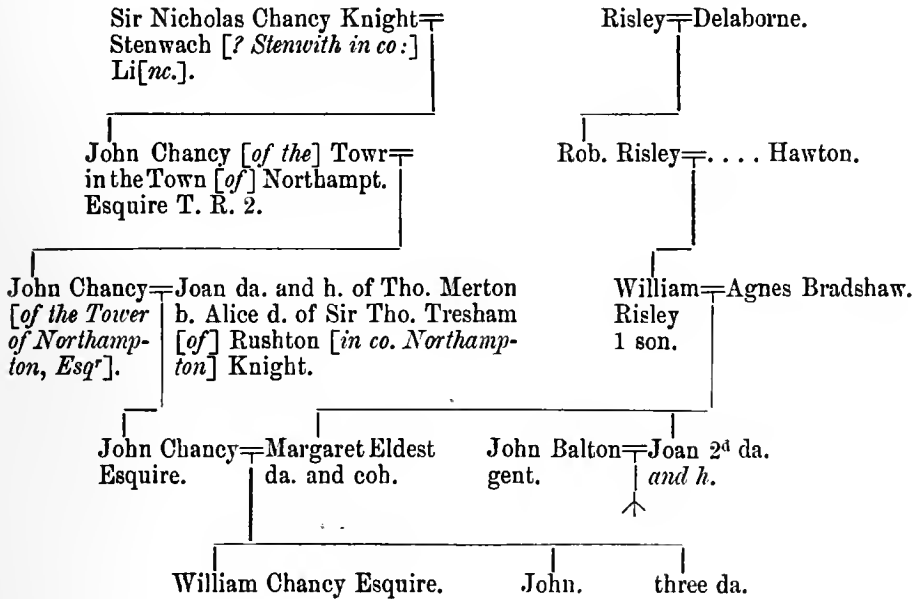 Sir Nicholas Chancy Knight
Stenwach [? Stenwith in co:]
Li[nc.].
Risley Delaborne.
John Chancy [of the] Towr
in the Town [of] Northampt.
Esquire T. R. 2.
Rob. Risley .... Hawton.
John Chancy
[of the Tower
of Northamp-
ton, Esqr].
Joan da. and h. of Tho. Merton
b. Alice d. of Sir Tho. Tresham
[of] Rushton [in co. Northamp-
ton] Knight.
William
Risley
1 son.
Agnes Bradshaw.
John Chancy
Esquire.
Margaret Eldest
da. and coh.
John Balton
gent.
Joan 2d da.
and h.
William Chancy Esquire.
John.
three da.